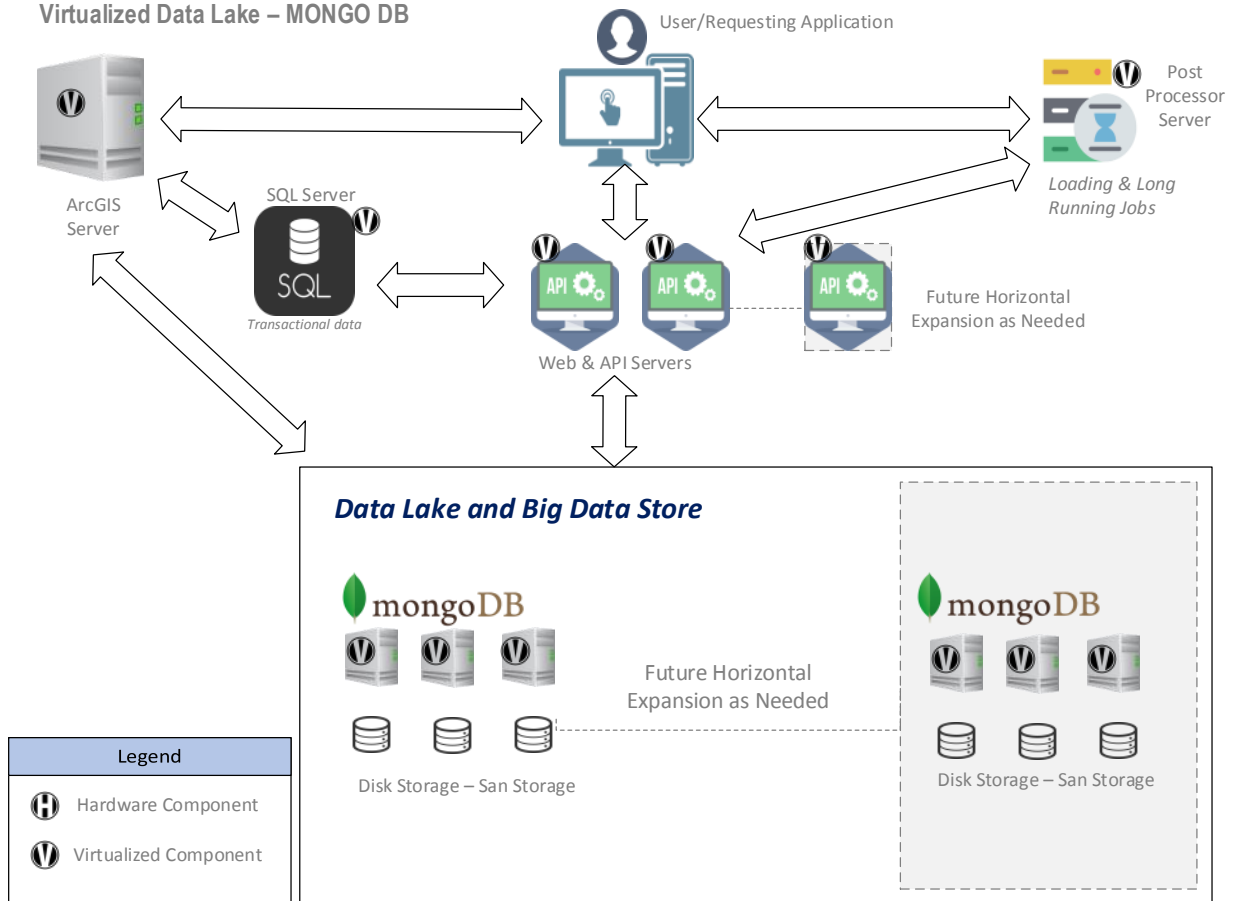 Virtualized Data Lake – MONGO DB
User/Requesting Application
V
V
Post
Processor
Server
Loading & Long
Running Jobs
ArcGIS
Server
SQL Server
V
SQL
Transactional data
V
API
V
API
V
API
Future Horizontal
Expansion as Needed
Web & API Servers
Data Lake and Big Data Store
mongoDB
V
V
V
Disk Storage – San Storage
Future Horizontal
Expansion as Needed
mongoDB
V
V
V
Disk Storage – San Storage
Legend
H
Hardware Component
V
Virtualized Component